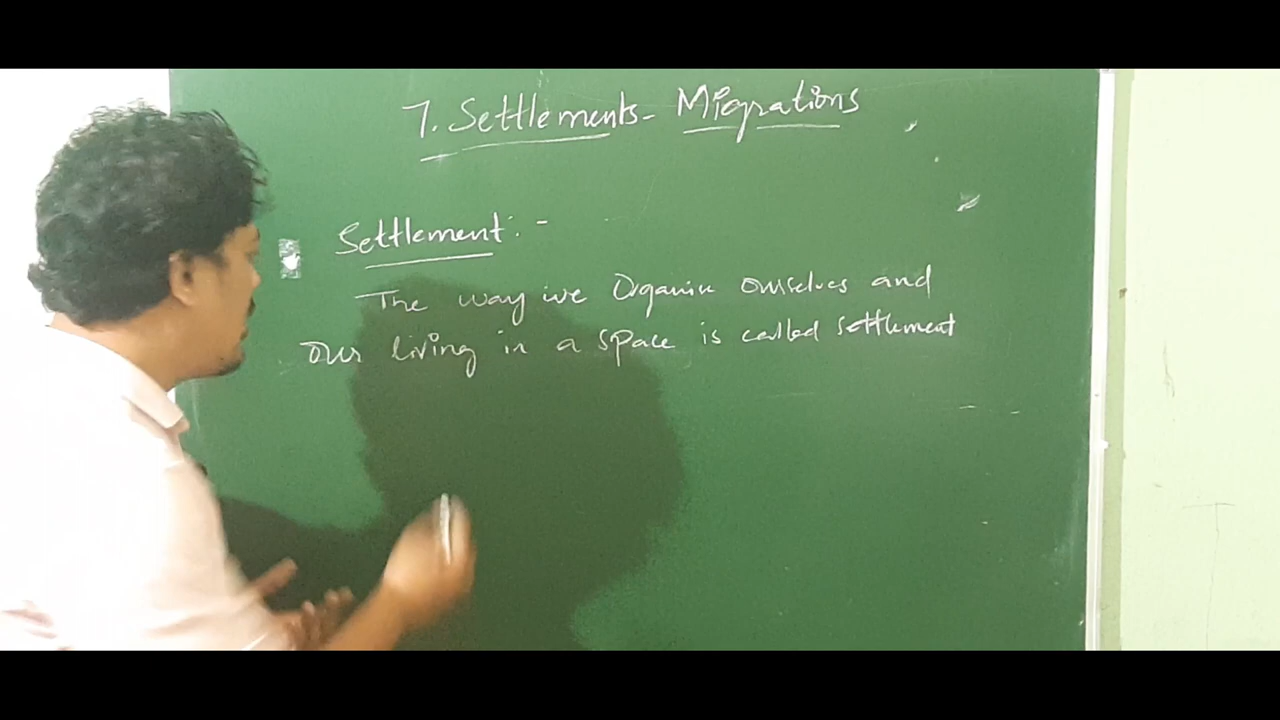 7. Settlements- Migrations
Settlement:-
The way we Organise ourselves and
our living in a space is called settlement